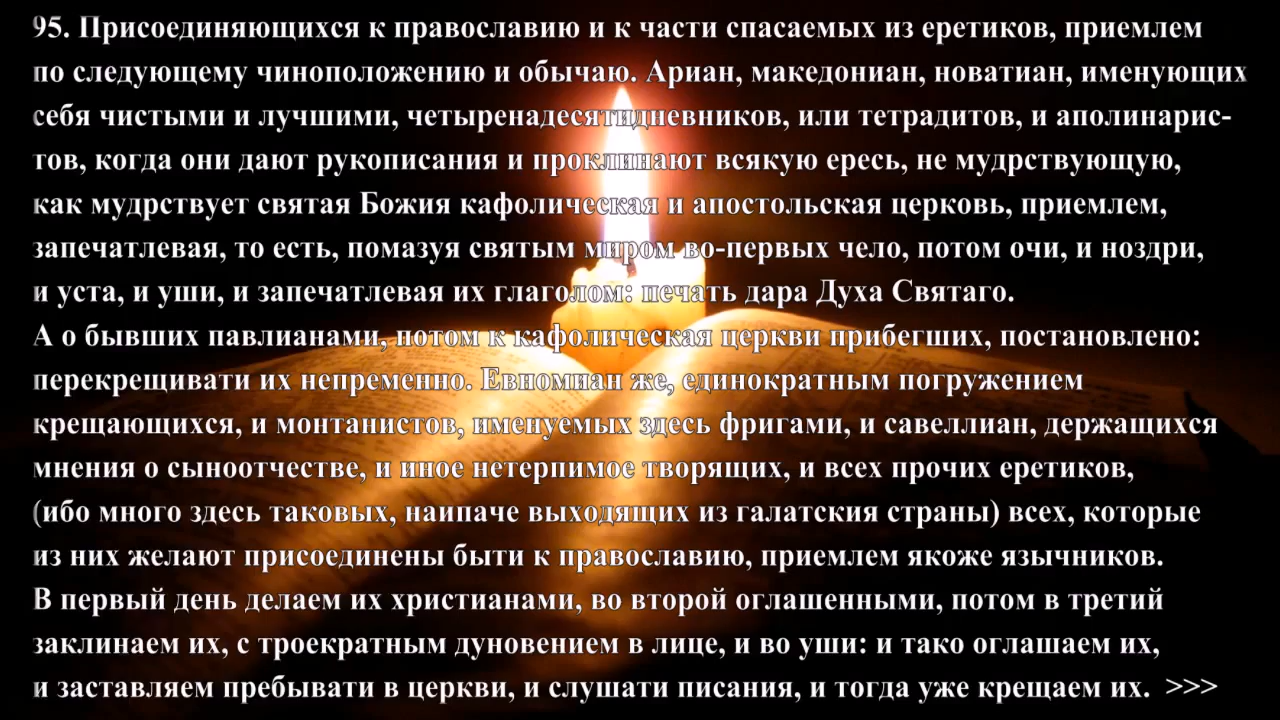 95. Присоединяющихся к православию и к части спасаемых из еретиков, приемлем
по следующему чиноположению и обычаю. Ариан, македониан, новатиан, именующих
себя чистыми и лучшими, четыренадесятидневников, или тетрадитов, и аполинарис-
тов, когда они дают рукописания и проклинают всякую ересь, не мудрствующую,
как мудрствует святая Божия кафолическая и апостольская церковь, приемлем,
запечатлевая, то есть, помазуя святым миром во-первых чело, потом очи, и ноздри,
и уста, и уши, и запечатлевая их глаголом: печать дара Духа Святаго.
А о бывших павлианами, потом к кафолическая церкви прибегших, постановлено:
перекрещивати их непременно. Евномиан же, единократным погружением
крещающихся, и монтанистов, именуемых здесь фригами, и савеллиан, держащихся
мнения о сыноотчестве, и иное нетерпимое творящих, и всех прочих еретиков,
(ибо много здесь таковых, наипаче выходящих из галатския страны) всех, которые
из них желают присоединены быти к православию, приемлем якоже язычников.
В первый день делаем их христианами, во второй оглашенными, потом в третий
заклинаем их, с троекратным дуновением в лице, и во уши: и тако оглашаем их,
и заставляем пребывати в церкви, и слушати писания, и тогда уже крещаем их. >>>